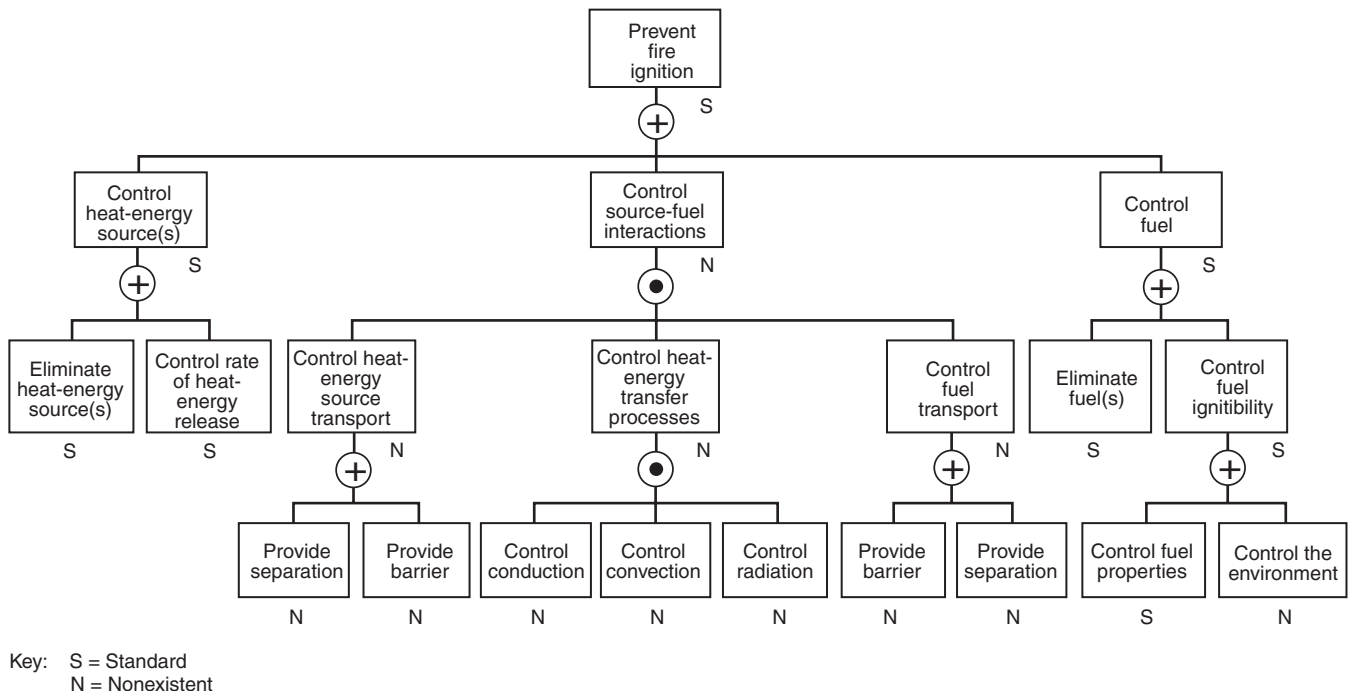 Prevent
fire
ignition
S
+
Control
heat-energy
source(s)
S
+
Control
source-fuel
interactions
N
Control
fuel
S
+
Eliminate
heat-energy
source(s)
S
Control rate
of heat-
energy
release
S
Control heat-
energy
source
transport
N
+
Control heat-
energy
transfer
processes
N
Control
fuel
transport
N
+
Eliminate
fuel(s)
S
Control
fuel
ignitibility
S
+
Provide
separation
N
Provide
barrier
N
Control
conduction
N
Control
convection
N
Control
radiation
N
Provide
barrier
N
Provide
separation
N
Control fuel
properties
S
Control the
environment
N
Key: S = Standard
N = Nonexistent